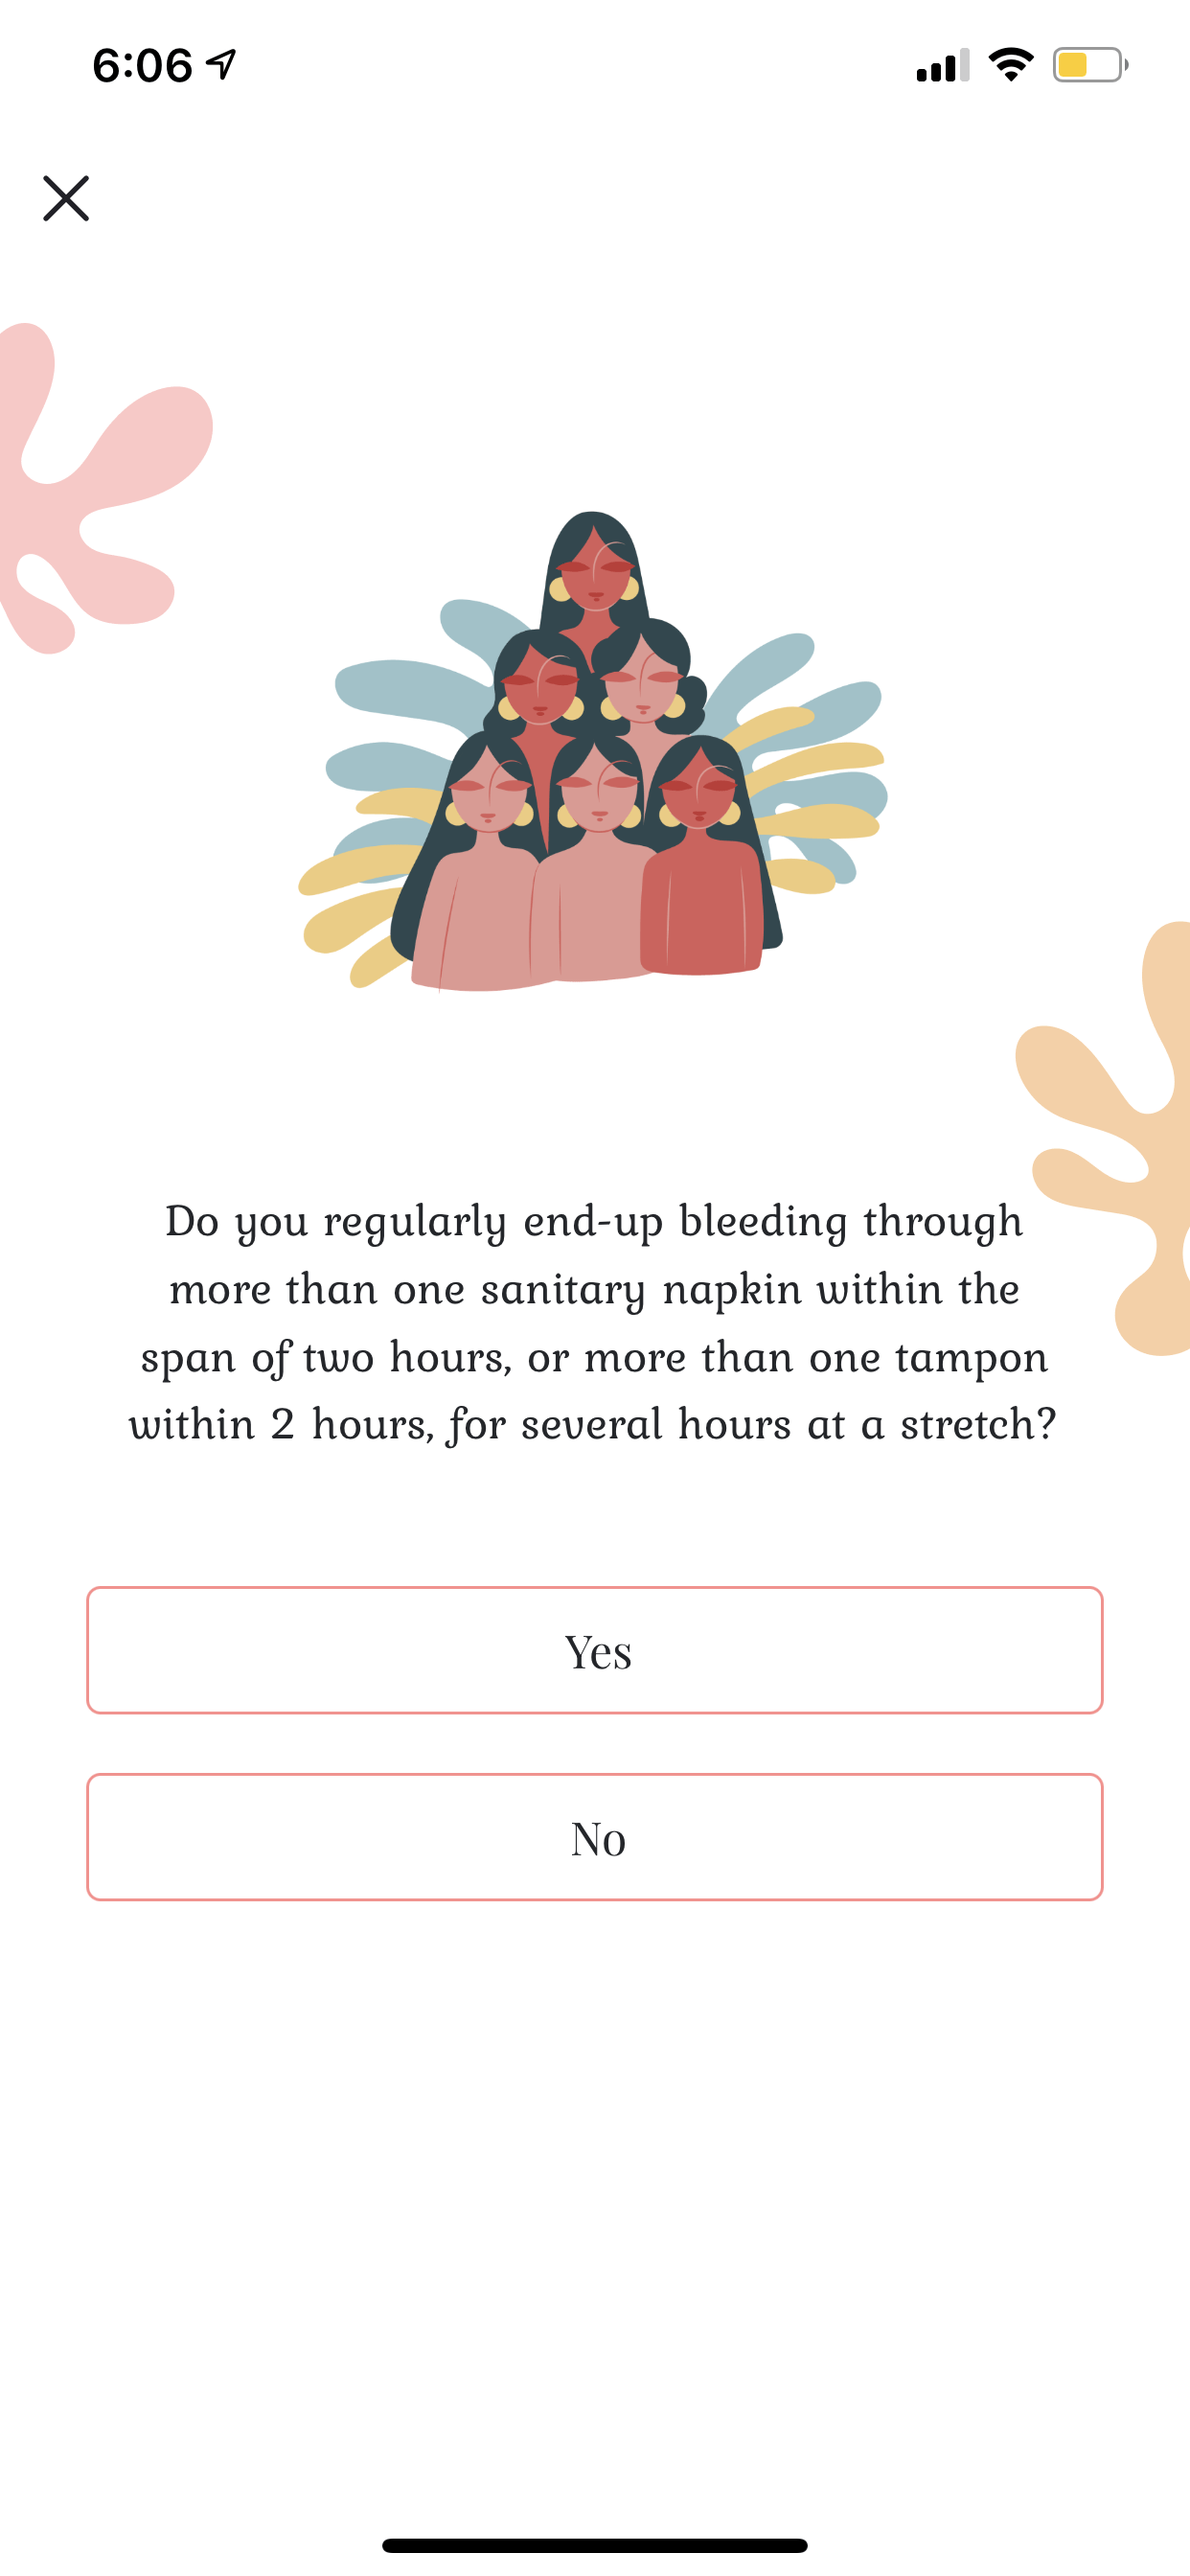 6:06
Do you regularly end-up bleeding through
more than one sanitary napkin within the
span of two hours, or more than one tampon
within 2 hours, for several hours at a stretch?
Yes
No